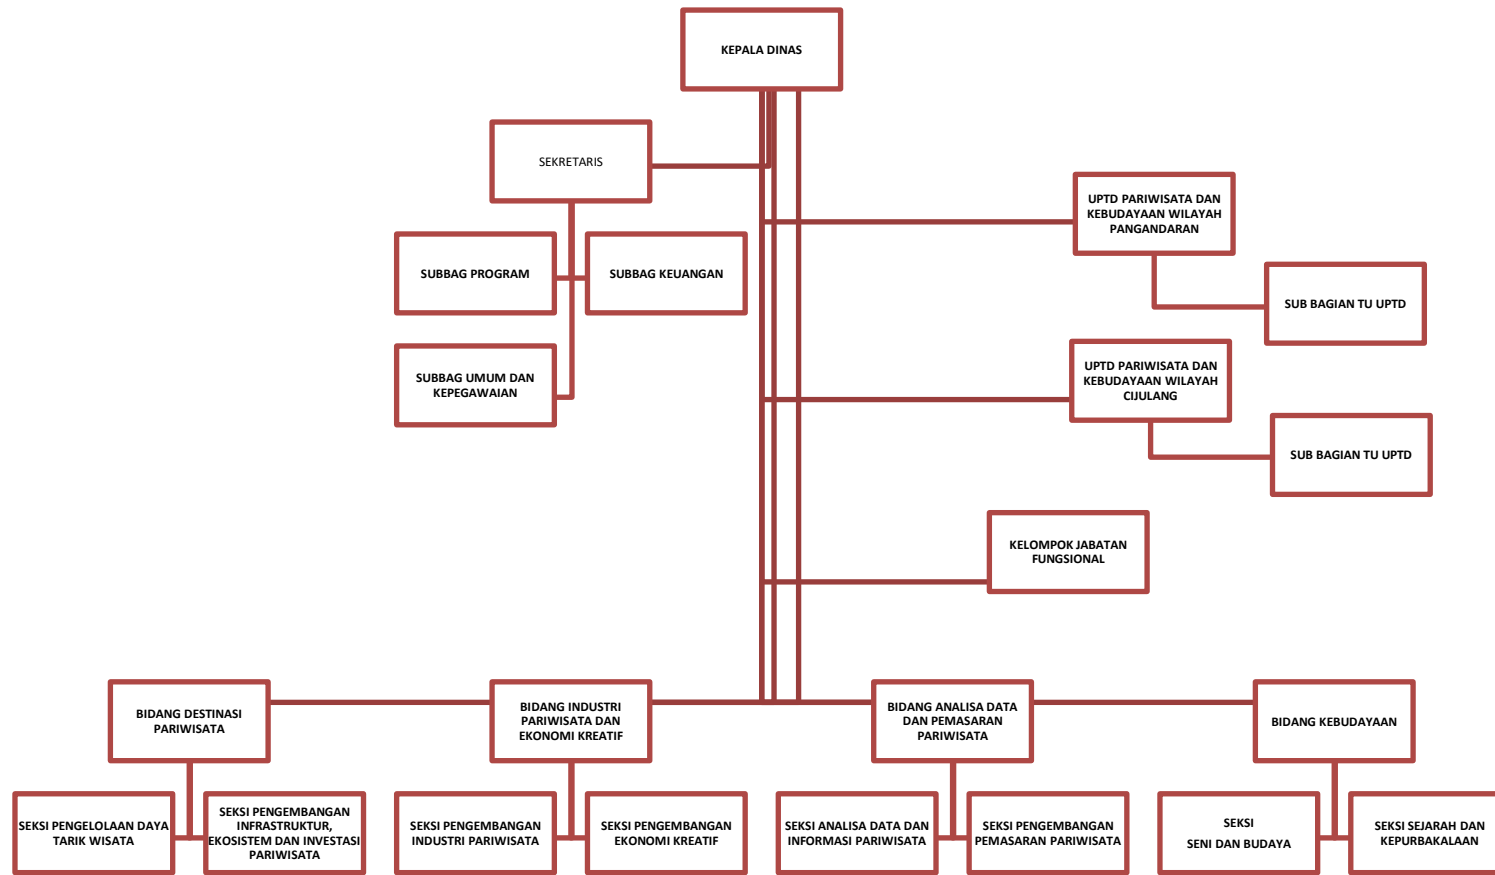 KEPALA DINAS
SEKRETARIS
SUBBAG PROGRAM
SUBBAG KEUANGAN
SUBBAG UMUM DAN
KEPEGAWAIAN
UPTD PARIWISATA DAN
KEBUDAYAAN WILAYAH
PANGANDARAN
SUB BAGIAN TU UPTD
UPTD PARIWISATA DAN
KEBUDAYAAN WILAYAH
CIJULANG
SUB BAGIAN TU UPTD
KELOMPOK JABATAN
FUNGSIONAL
BIDANG DESTINASI
PARIWISATA
BIDANG INDUSTRI
PARIWISATA DAN
EKONOMI KREATIF
BIDANG ANALISA DATA
DAN PEMASARAN
PARIWISATA
BIDANG KEBUDAYAAN
SEKSI PENGELOLAAN DAYA
TARIK WISATA
SEKSI PENGEMBANGAN
INFRASTRUKTUR,
EKOSISTEM DAN INVESTASI
PARIWISATA
SEKSI PENGEMBANGAN
INDUSTRI PARIWISATA
SEKSI PENGEMBANGAN
EKONOMI KREATIF
SEKSI ANALISA DATA DAN
INFORMASI PARIWISATA
SEKSI PENGEMBANGAN
PEMASARAN PARIWISATA
SEKSI
SENI DAN BUDAYA
SEKSI SEJARAH DAN
KEPURBAKALAAN